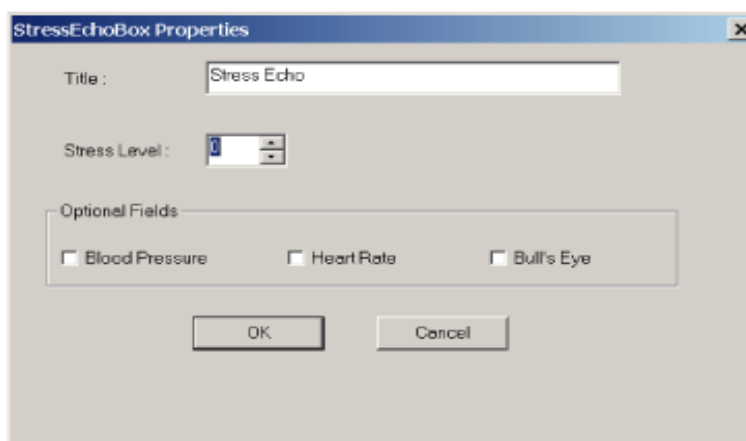 StressEchoBox Properties
Title : Stress Echo
Stress Level : 0
Optional Fields
Blood Pressure Heart Rate Bull's Eye
OK Cancel